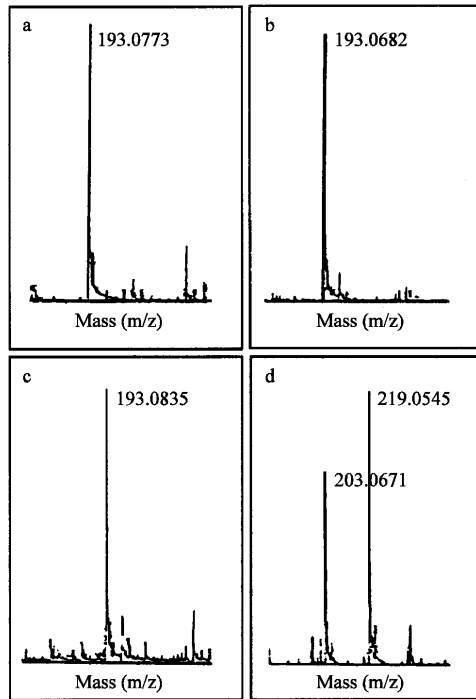 a
193.0773
Mass (m/z)
b
193.0682
Mass (m/z)
c
193.0835
Mass (m/z)
d
219.0545
203.0671
Mass (m/z)